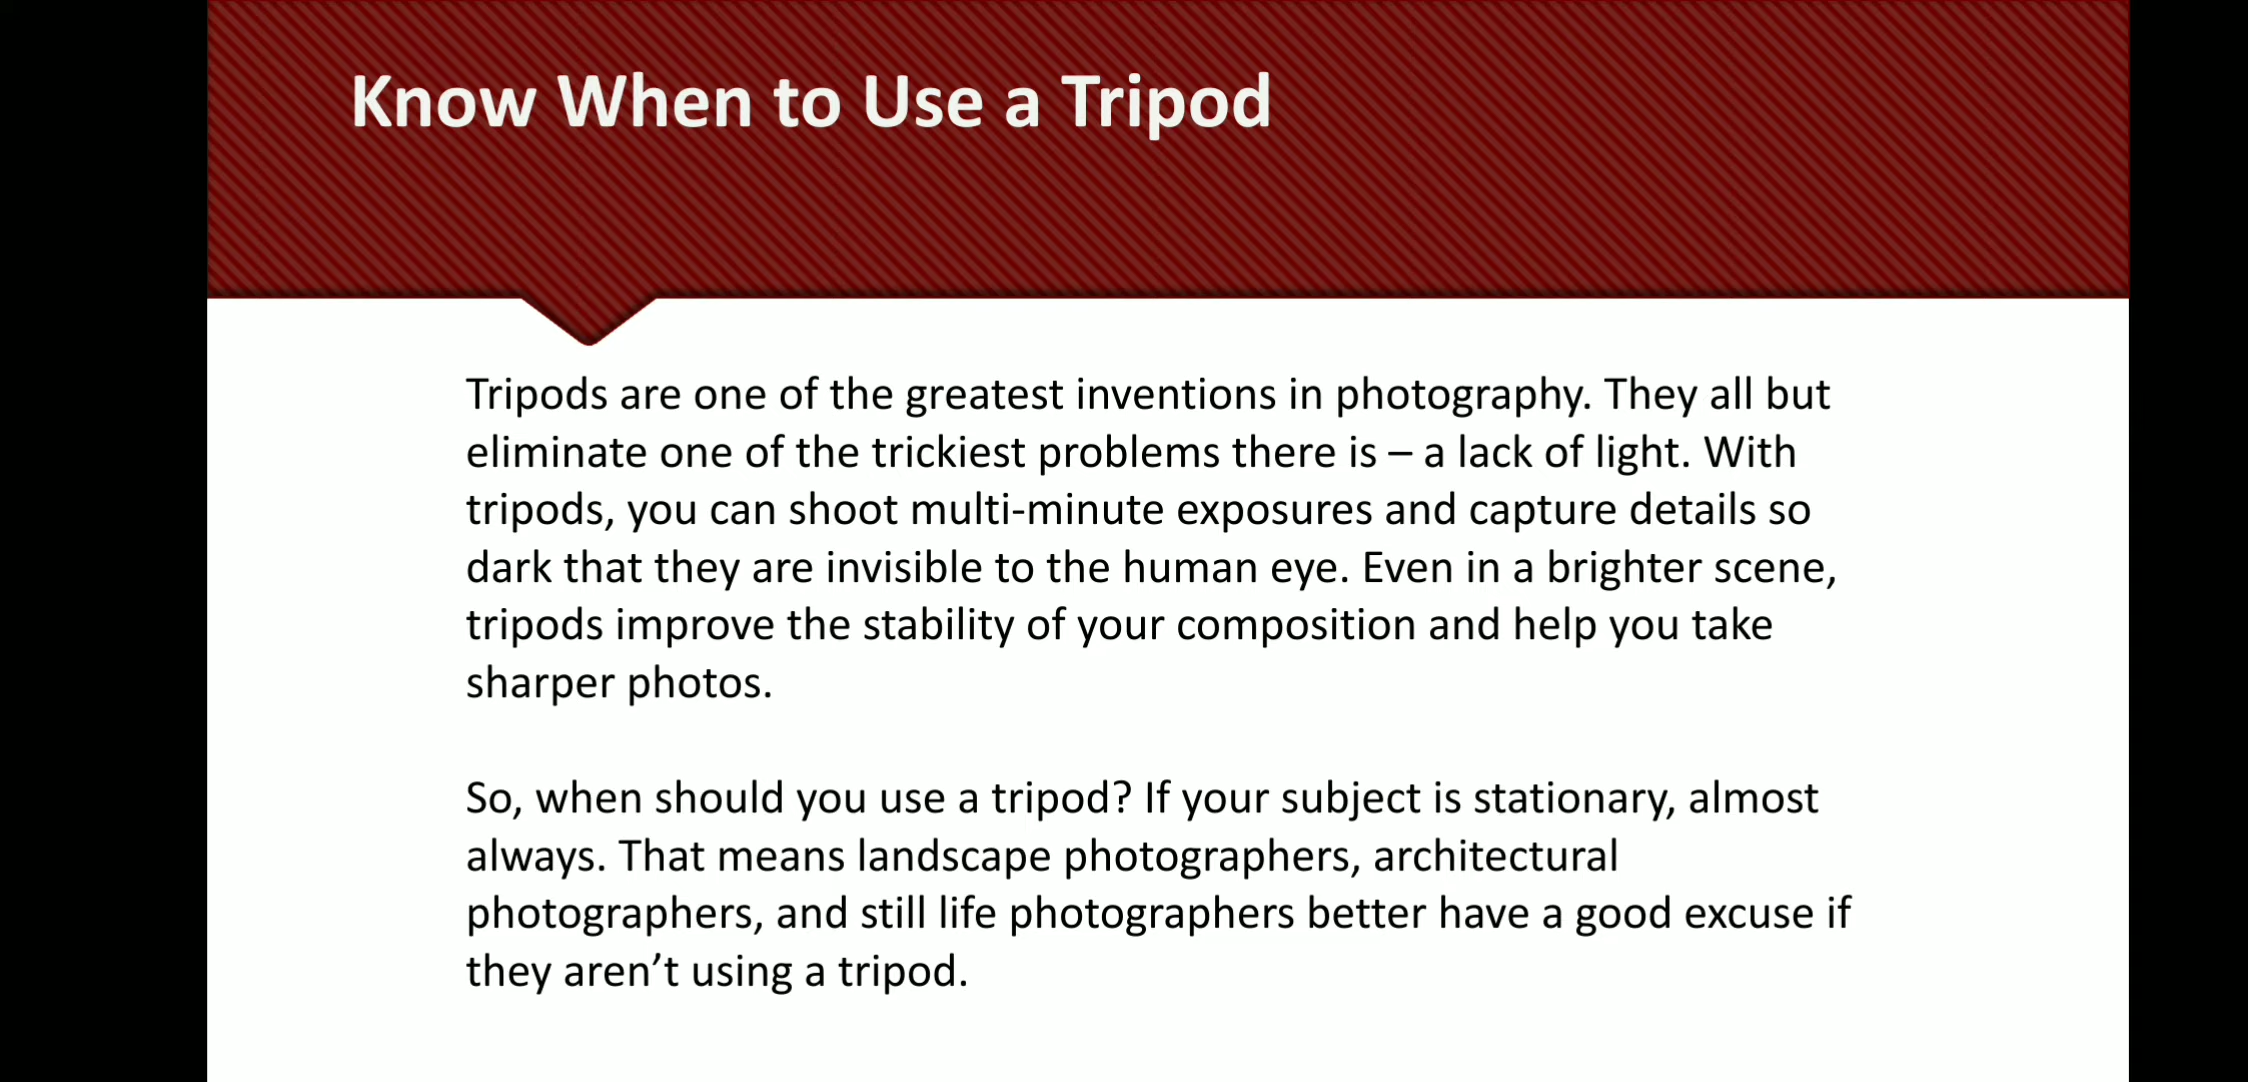 Know When to Use a Tripod
Tripods are one of the greatest inventions in photography. They all but
eliminate one of the trickiest problems there is – a lack of light. With
tripods, you can shoot multi-minute exposures and capture details so
dark that they are invisible to the human eye. Even in a brighter scene,
tripods improve the stability of your composition and help you take
sharper photos.
So, when should you use a tripod? If your subject is stationary, almost
always. That means landscape photographers, architectural
photographers, and still life photographers better have a good excuse if
they aren’t using a tripod.